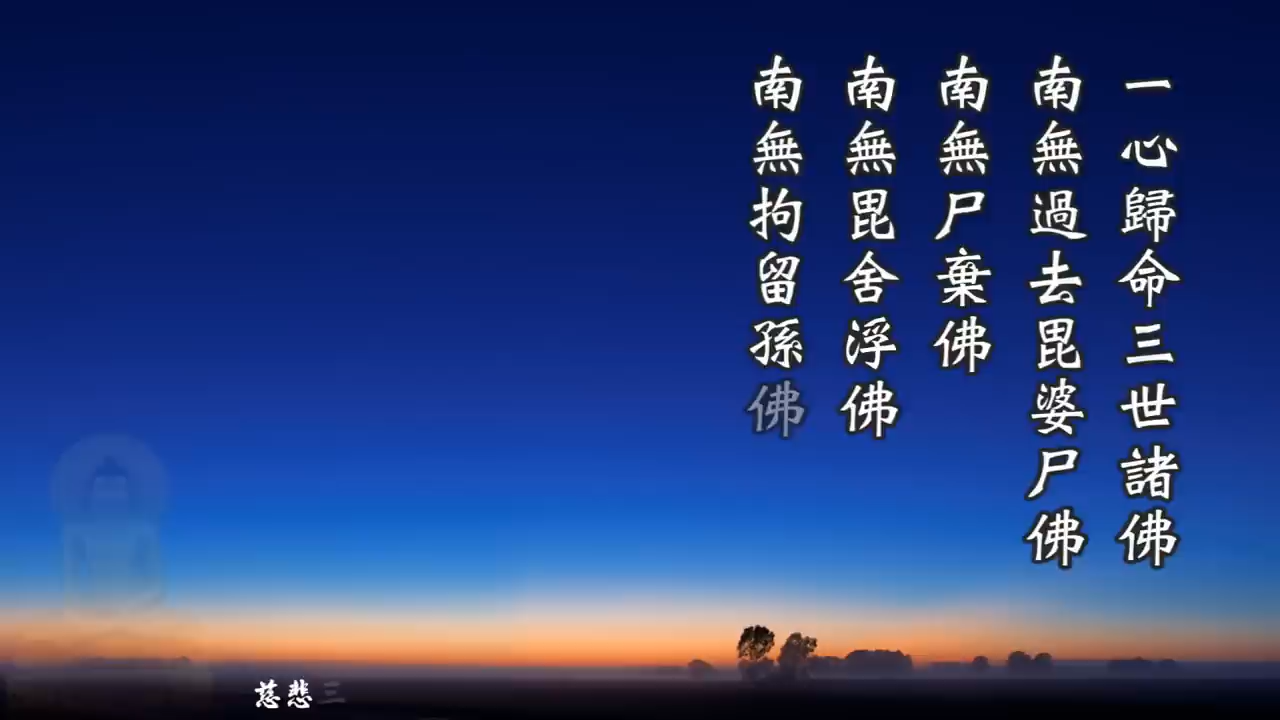 一心歸命三世諸佛
南無過去毘婆尸佛
南無尸棄佛
南無毘舍浮佛
南無拘留孫佛
慈悲三